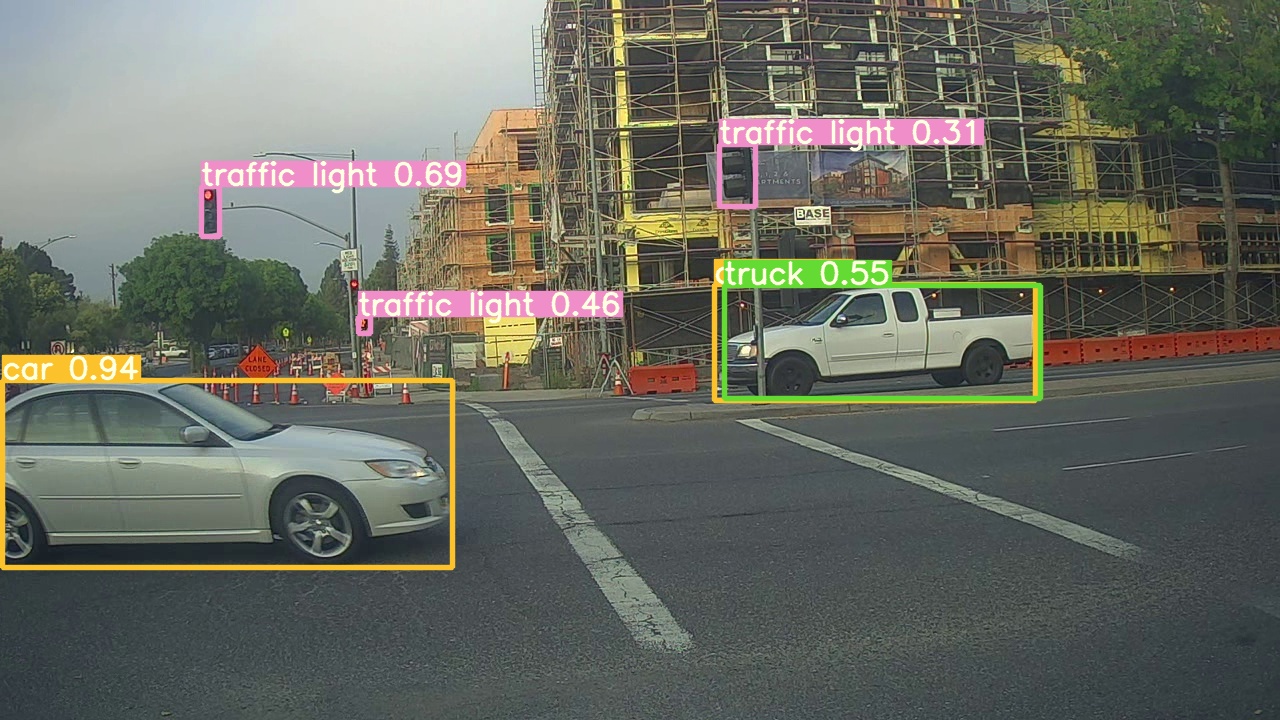 traffic light 0.31
traffic light 0.69
ARTMENTS
BASE
truck 0.55
traffic light 0.46
car 0.94
LANE
CLOSED